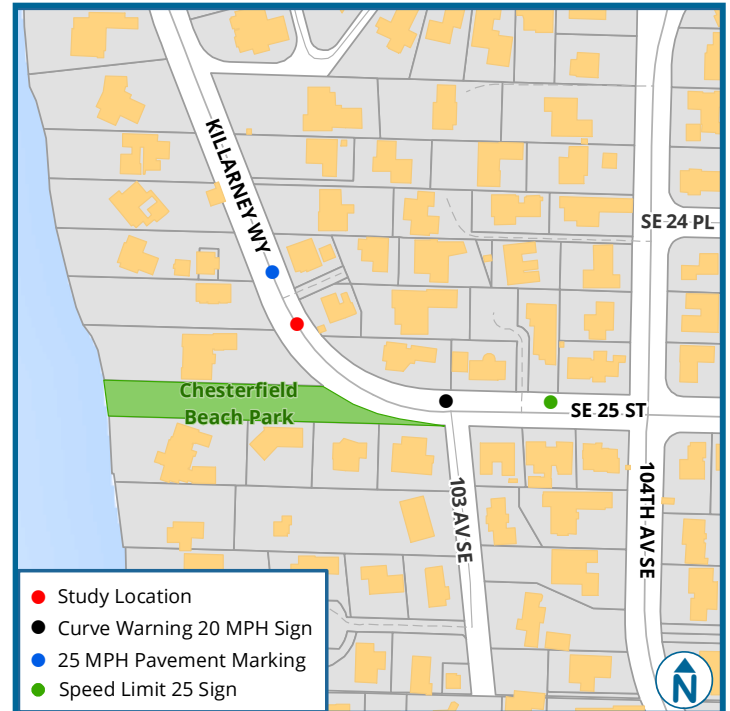 KILLARNEY WY
SE 24 PL
Chesterfield
Beach Park
SE 25 ST
103 AV SE
104TH AV SE
Study Location
Curve Warning 20 MPH Sign
25 MPH Pavement Marking
Speed Limit 25 Sign
N